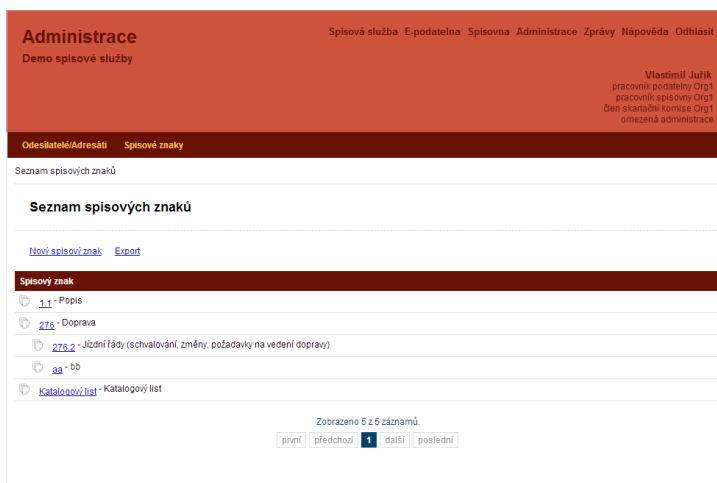 Administrace
Demo spisové služby
Spisová služba E-podatelna Spisovna Administrace Zprávy Nápověda Odhlásit
Vlastimil Juřík
pracovník podatelny Org1
pracovník spisovny Org1
člen skartační komise Org1
omezená administrace
Odesílatelé/Adresáti Spisové znaky
Seznam spisových znaků
Seznam spisových znaků
Nový spisový znak Export
Spisový znak
1.1 - Popis
276 - Doprava
276.2 - Jízdní řády (schvalování, změny, požadavky na vedení dopravy)
aa - bb
Katalogový list - Katalogový list
Zobrazeno 5 z 5 záznamů.
první předchozí 1 další poslední